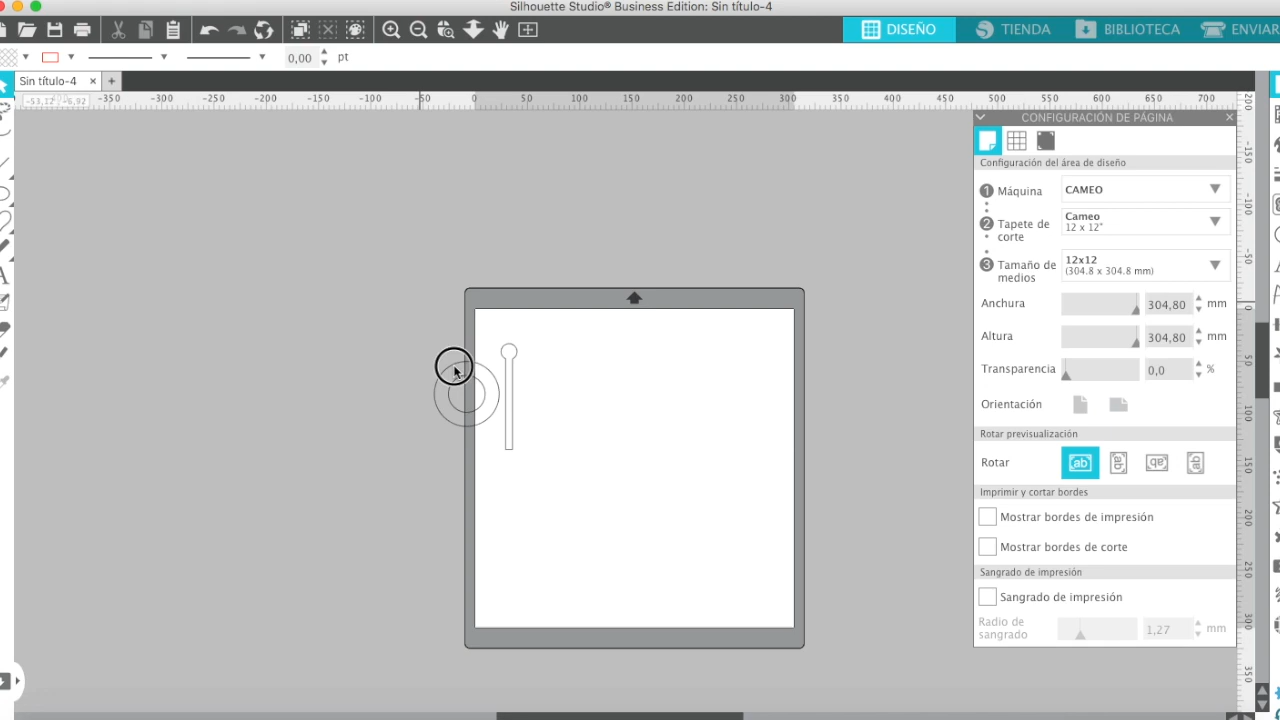 Silhouette Studio® Business Edition: Sin título-4
DISEÑO
TIENDA
BIBLIOTECA
ENVIAR
0,00 pt
Sin título-4 × +
-350 -300 -250 -200 -150 -100 -50 0 50 100 150 200 250 300 350 400 450 500 550 600 650 700
CONFIGURACIÓN DE PÁGINA
Configuración del área de diseño
1 Máquina CAMEO
2 Tapete de corte
Cameo
12 x 12"
3 Tamaño de medios
12x12
(304.8 x 304.8 mm)
Anchura 304,80 mm
Altura 304,80 mm
Transparencia 0,0 %
Orientación
Rotar previsualización
Rotar
Imprimir y cortar bordes
Mostrar bordes de impresión
Mostrar bordes de corte
Sangrado de impresión
Sangrado de impresión
Radio de sangrado 1,27 mm